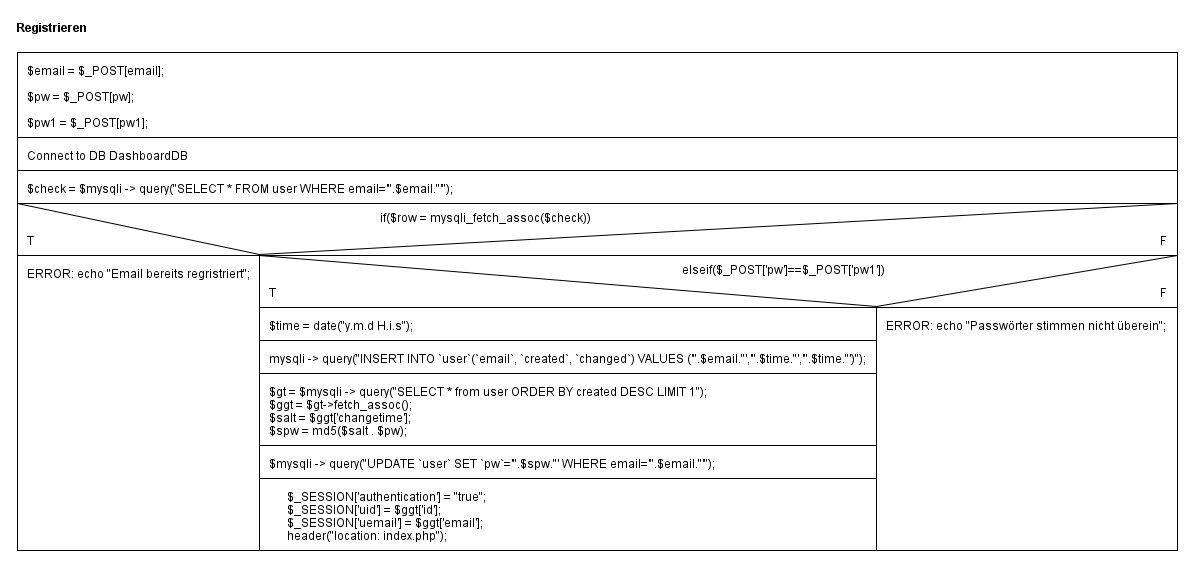 Registrieren
$email = $_POST[email];
$pw = $_POST[pw];
$pw1 = $_POST[pw1];
Connect to DB DashboardDB
$check = $mysqli -> query("SELECT * FROM user WHERE email='".$email."'");
if($row = mysqli_fetch_assoc($check))
T
F
ERROR: echo "Email bereits regristriert";
elseif($_POST['pw']==$_POST['pw1'])
T
F
$time = date("y.m.d H.i.s");
ERROR: echo "Passwörter stimmen nicht überein";
mysqli -> query("INSERT INTO `user`(`email`, `created`, `changed`) VALUES ('".$email."','".$time."','".$time."')");
$gt = $mysqli -> query("SELECT * from user ORDER BY created DESC LIMIT 1");
$ggt = $gt->fetch_assoc();
$salt = $ggt['changetime'];
$spw = md5($salt . $pw);
$mysqli -> query("UPDATE `user` SET `pw`='".$spw."' WHERE email='".$email."'");
$_SESSION['authentication'] = "true";
$_SESSION['uid'] = $ggt['id'];
$_SESSION['uemail'] = $ggt['email'];
header("location: index.php");